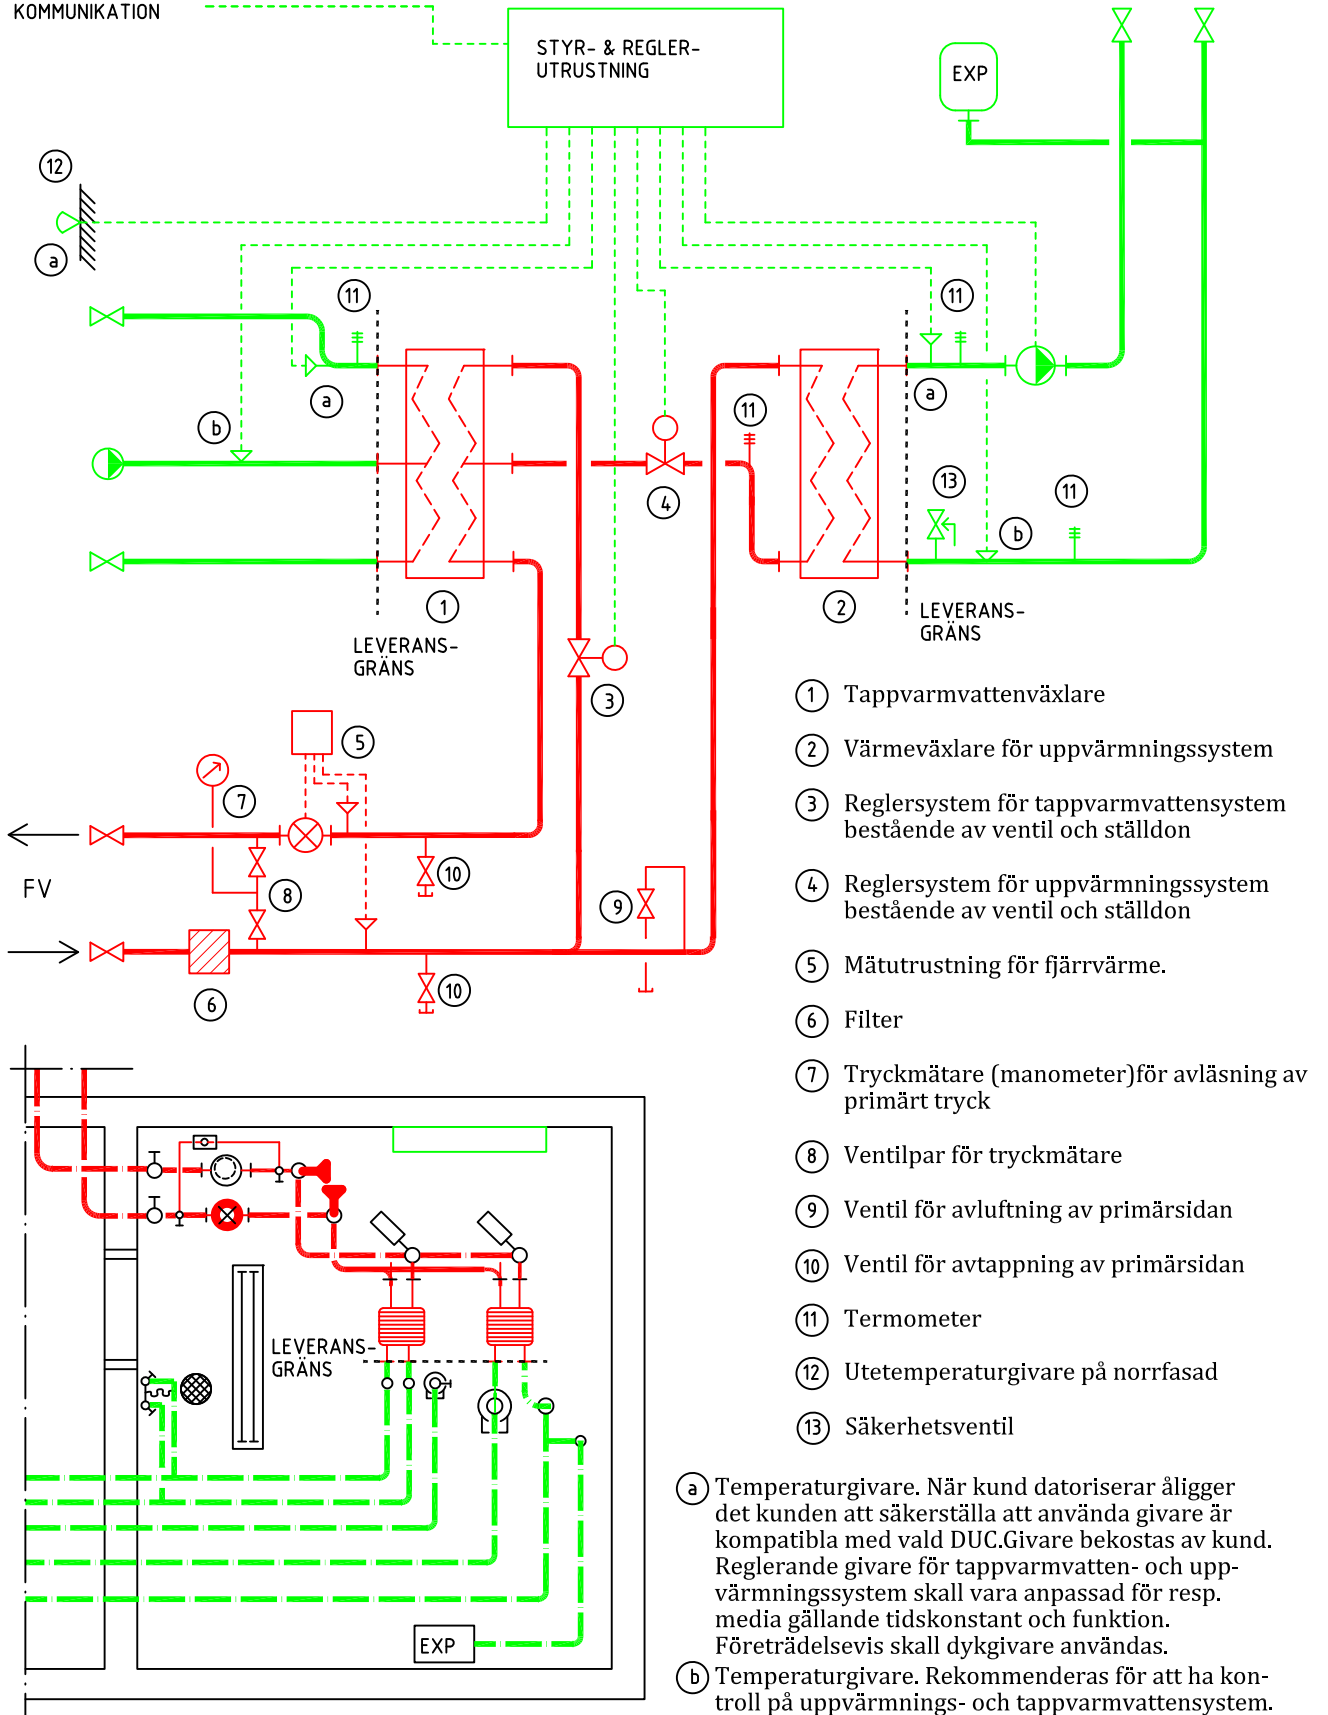 KOMMUNIKATION
STYR- & REGLER-
UTRUSTNING
EXP
12
a
11
11
a
a
11
b
13
11
4
b
1
2
LEVERANS-
GRÄNS
LEVERANS-
GRÄNS
3
5
7
10
FV
8
9
10
6
1 Tappvarmvattenväxlare
2 Värmeväxlare för uppvärmningssystem
3 Reglersystem för tappvarmvattensystem
bestående av ventil och ställdon
4 Reglersystem för uppvärmningssystem
bestående av ventil och ställdon
5 Mätutrustning för fjärrvärme.
6 Filter
7 Tryckmätare (manometer)för avläsning av
primärt tryck
8 Ventilpar för tryckmätare
9 Ventil för avluftning av primärsidan
10 Ventil för avtappning av primärsidan
11 Termometer
12 Utetemperaturgivare på norrfasad
13 Säkerhetsventil
LEVERANS-
GRÄNS
EXP
a Temperaturgivare. När kund datoriserar åligger
det kunden att säkerställa att använda givare är
kompatibla med vald DUC.Givare bekostas av kund.
Reglerande givare för tappvarmvatten- och upp-
värmningssystem skall vara anpassad för resp.
media gällande tidskonstant och funktion.
Företrädelsevis skall dykgivare användas.
b Temperaturgivare. Rekommenderas för att ha kon-
troll på uppvärmnings- och tappvarmvattensystem.